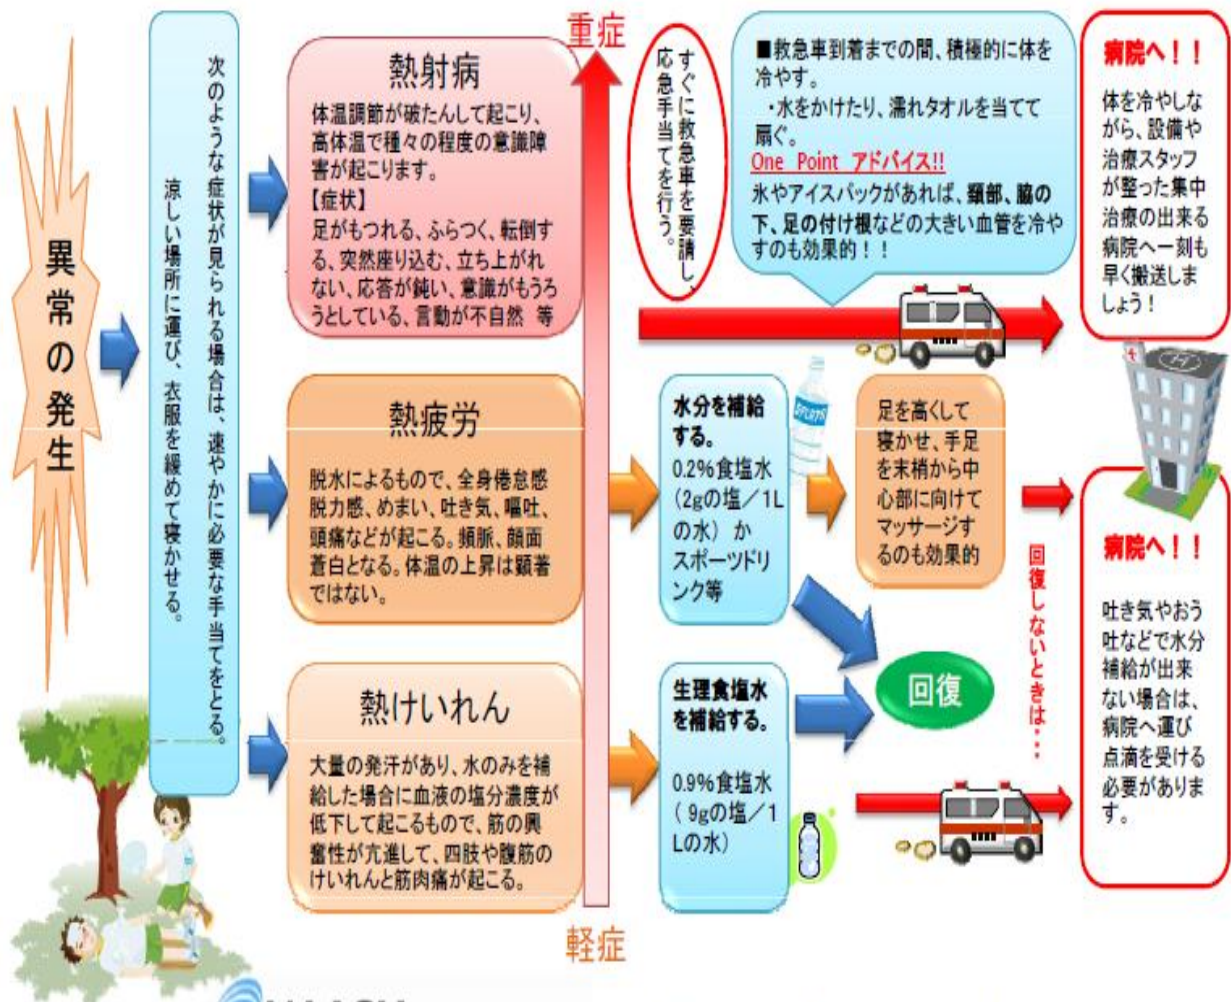 異常の発生
次のような症状が見られる場合は、速やかに必要な手当てをとる。
涼しい場所に運び、衣服を緩めて寝かせる。
重症
熱射病
体温調節が破たんして起こり、
高体温で種々の程度の意識障
害が起こります。
【症状】
足がもつれる、ふらつく、転倒す
る、突然座り込む、立ち上がれ
ない、応答が鈍い、意識がもうろ
うとしている、言動が不自然 等
すぐに救急車を要請し、
応急手当てを行う。
■救急車到着までの間、積極的に体を
冷やす。
・水をかけたり、濡れタオルを当てて
扇ぐ。
One Point アドバイス!!
氷やアイスパックがあれば、頚部、脇の
下、足の付け根などの大きい血管を冷や
すのも効果的！！
病院へ！！
体を冷やしな
がら、設備や
治療スタッフ
が整った集中
治療の出来る
病院へ一刻も
早く搬送しま
しょう！
熱疲労
脱水によるもので、全身倦怠感
脱力感、めまい、吐き気、嘔吐、
頭痛などが起こる。頻脈、顔面
蒼白となる。体温の上昇は顕著
ではない。
水分を補給
する。
0.2%食塩水
(2gの塩／1L
の水) か
スポーツドリ
ンク等
SPORTS
足を高くして
寝かせ、手足
を末梢から中
心部に向けて
マッサージす
るのも効果的
H
回復しないときは・・・
病院へ！！
吐き気やおう
吐などで水分
補給が出来
ない場合は、
病院へ運び
点滴を受ける
必要がありま
す。
熱けいれん
大量の発汗があり、水のみを補
給した場合に血液の塩分濃度が
低下して起こるもので、筋の興
奮性が亢進して、四肢や腹筋の
けいれんと筋肉痛が起こる。
生理食塩水
を補給する。
0.9%食塩水
( 9gの塩／1
Lの水)
回復
軽症